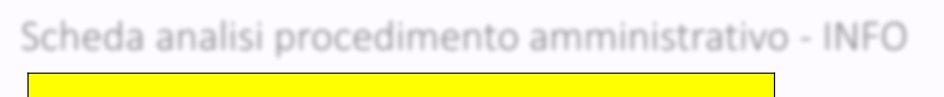 Scheda analisi procedimento amministrativo - INFO